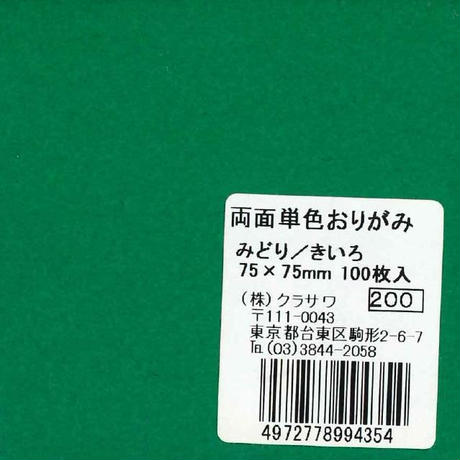 両面単色おりがみ
みどり／きいろ
75×75mm 100枚入
(株)クラサワ 200
〒111-0043
東京都台東区駒形2-6-7
℡(03)3844-2058
4972778994354